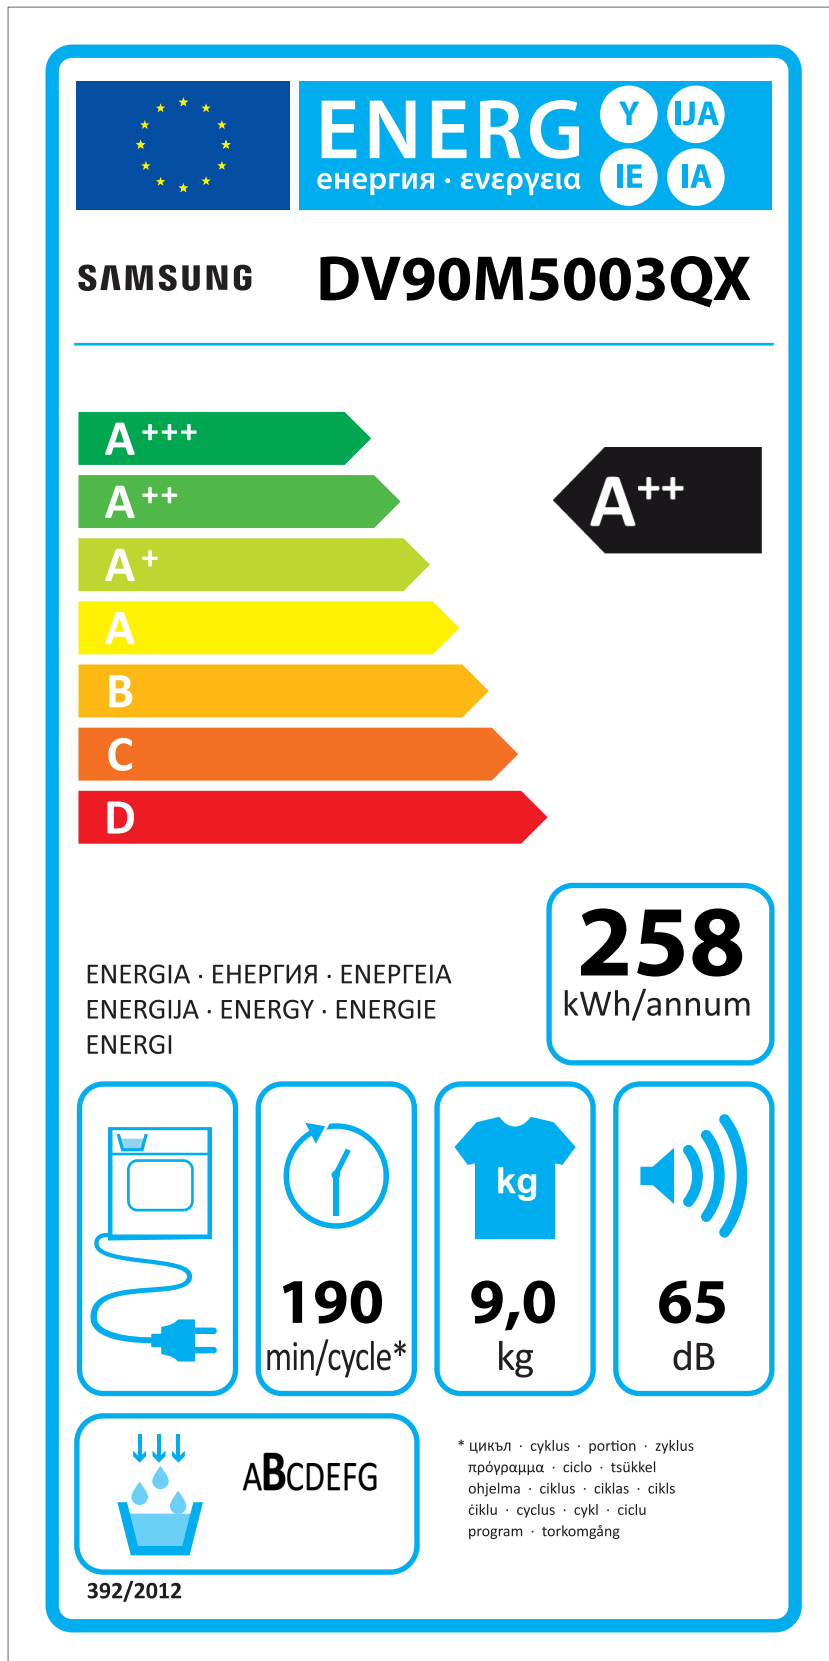 ENERG Y IJA
енергия · ενεργεια IE IA
SAMSUNG DV90M5003QX
A+++
A++
A++
A+
A
B
C
D
258
kWh/annum
ENERGIA · ЕНЕРГИЯ · ΕΝΕΡΓΕΙΑ
ENERGIJA · ENERGY · ENERGIE
ENERGI
kg
190
min/cycle*
9,0
kg
65
dB
ABCDEFG
* цикъл · cyklus · portion · zyklus
πρόγραμμα · ciclo · tsükkel
ohjelma · ciklus · ciklas · cikls
ċiklu · cyclus · cykl · ciclu
program · torkomgång
392/2012